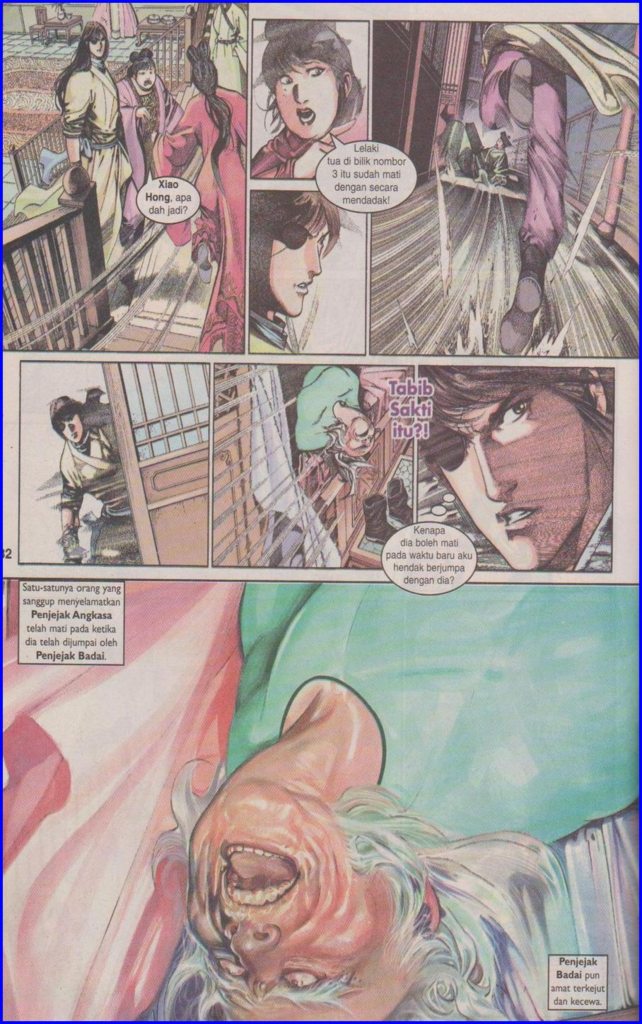 Xiao
Hong, apa
dah jadi?
Lelaki
tua di bilik nombor
3 itu sudah mati
dengan secara
mendadak!
Tabib
Sakti
itu?!
Kenapa
dia boleh mati
pada waktu baru aku
hendak berjumpa
dengan dia?
32
Satu-satunya orang yang
sanggup menyelamatkan
Penjejak Angkasa
telah mati pada ketika
dia telah dijumpai oleh
Penjejak Badai.
Penjejak
Badai pun
amat terkejut
dan kecewa.